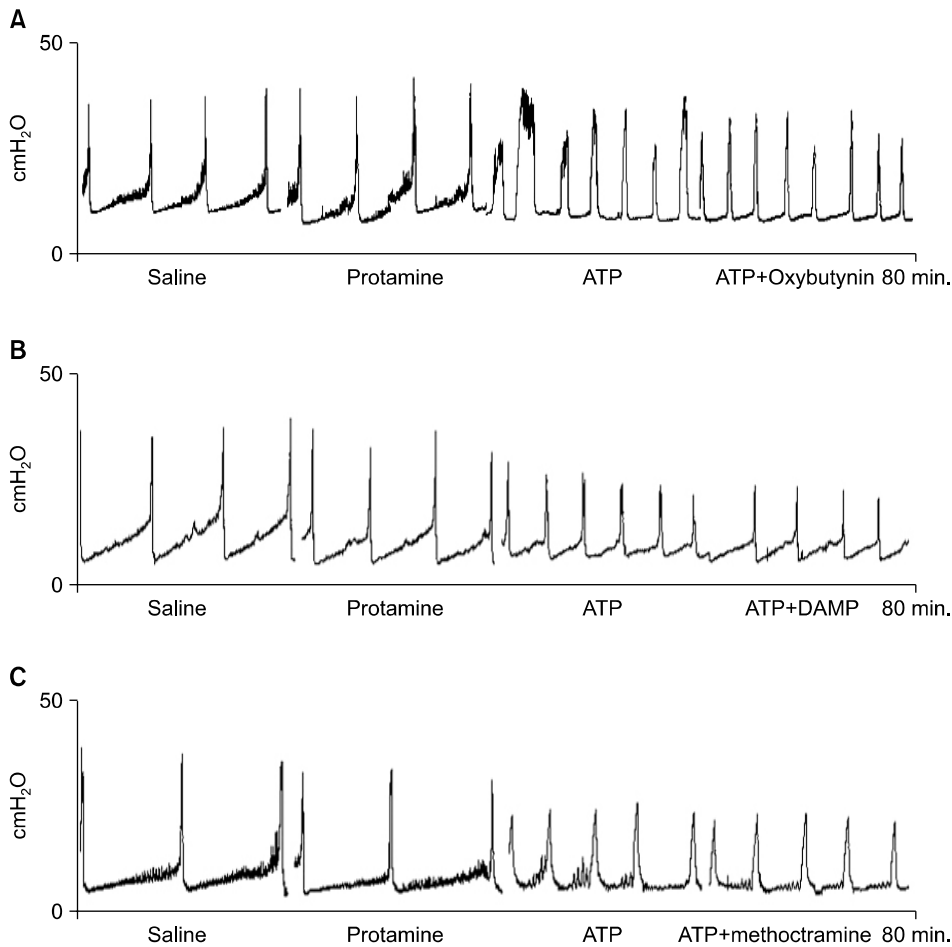 A
50
cmH₂O
0
Saline Protamine ATP ATP+Oxybutynin 80 min.
B
50
cmH₂O
0
Saline Protamine ATP ATP+DAMP 80 min.
C
50
cmH₂O
0
Saline Protamine ATP ATP+methoctramine 80 min.